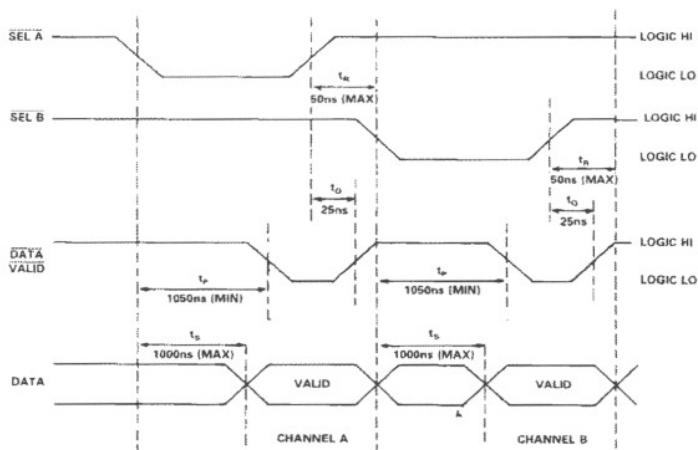 SEL A
LOGIC HI
LOGIC LO
tR
50ns (MAX)
SEL B
LOGIC HI
LOGIC LO
tR
50ns (MAX)
tO
25ns
tO
25ns
DATA
VALID
LOGIC HI
LOGIC LO
tP
1050ns (MIN)
tP
1050ns (MIN)
tS
1000ns (MAX)
tS
1000ns (MAX)
DATA
VALID
VALID
CHANNEL A
CHANNEL B